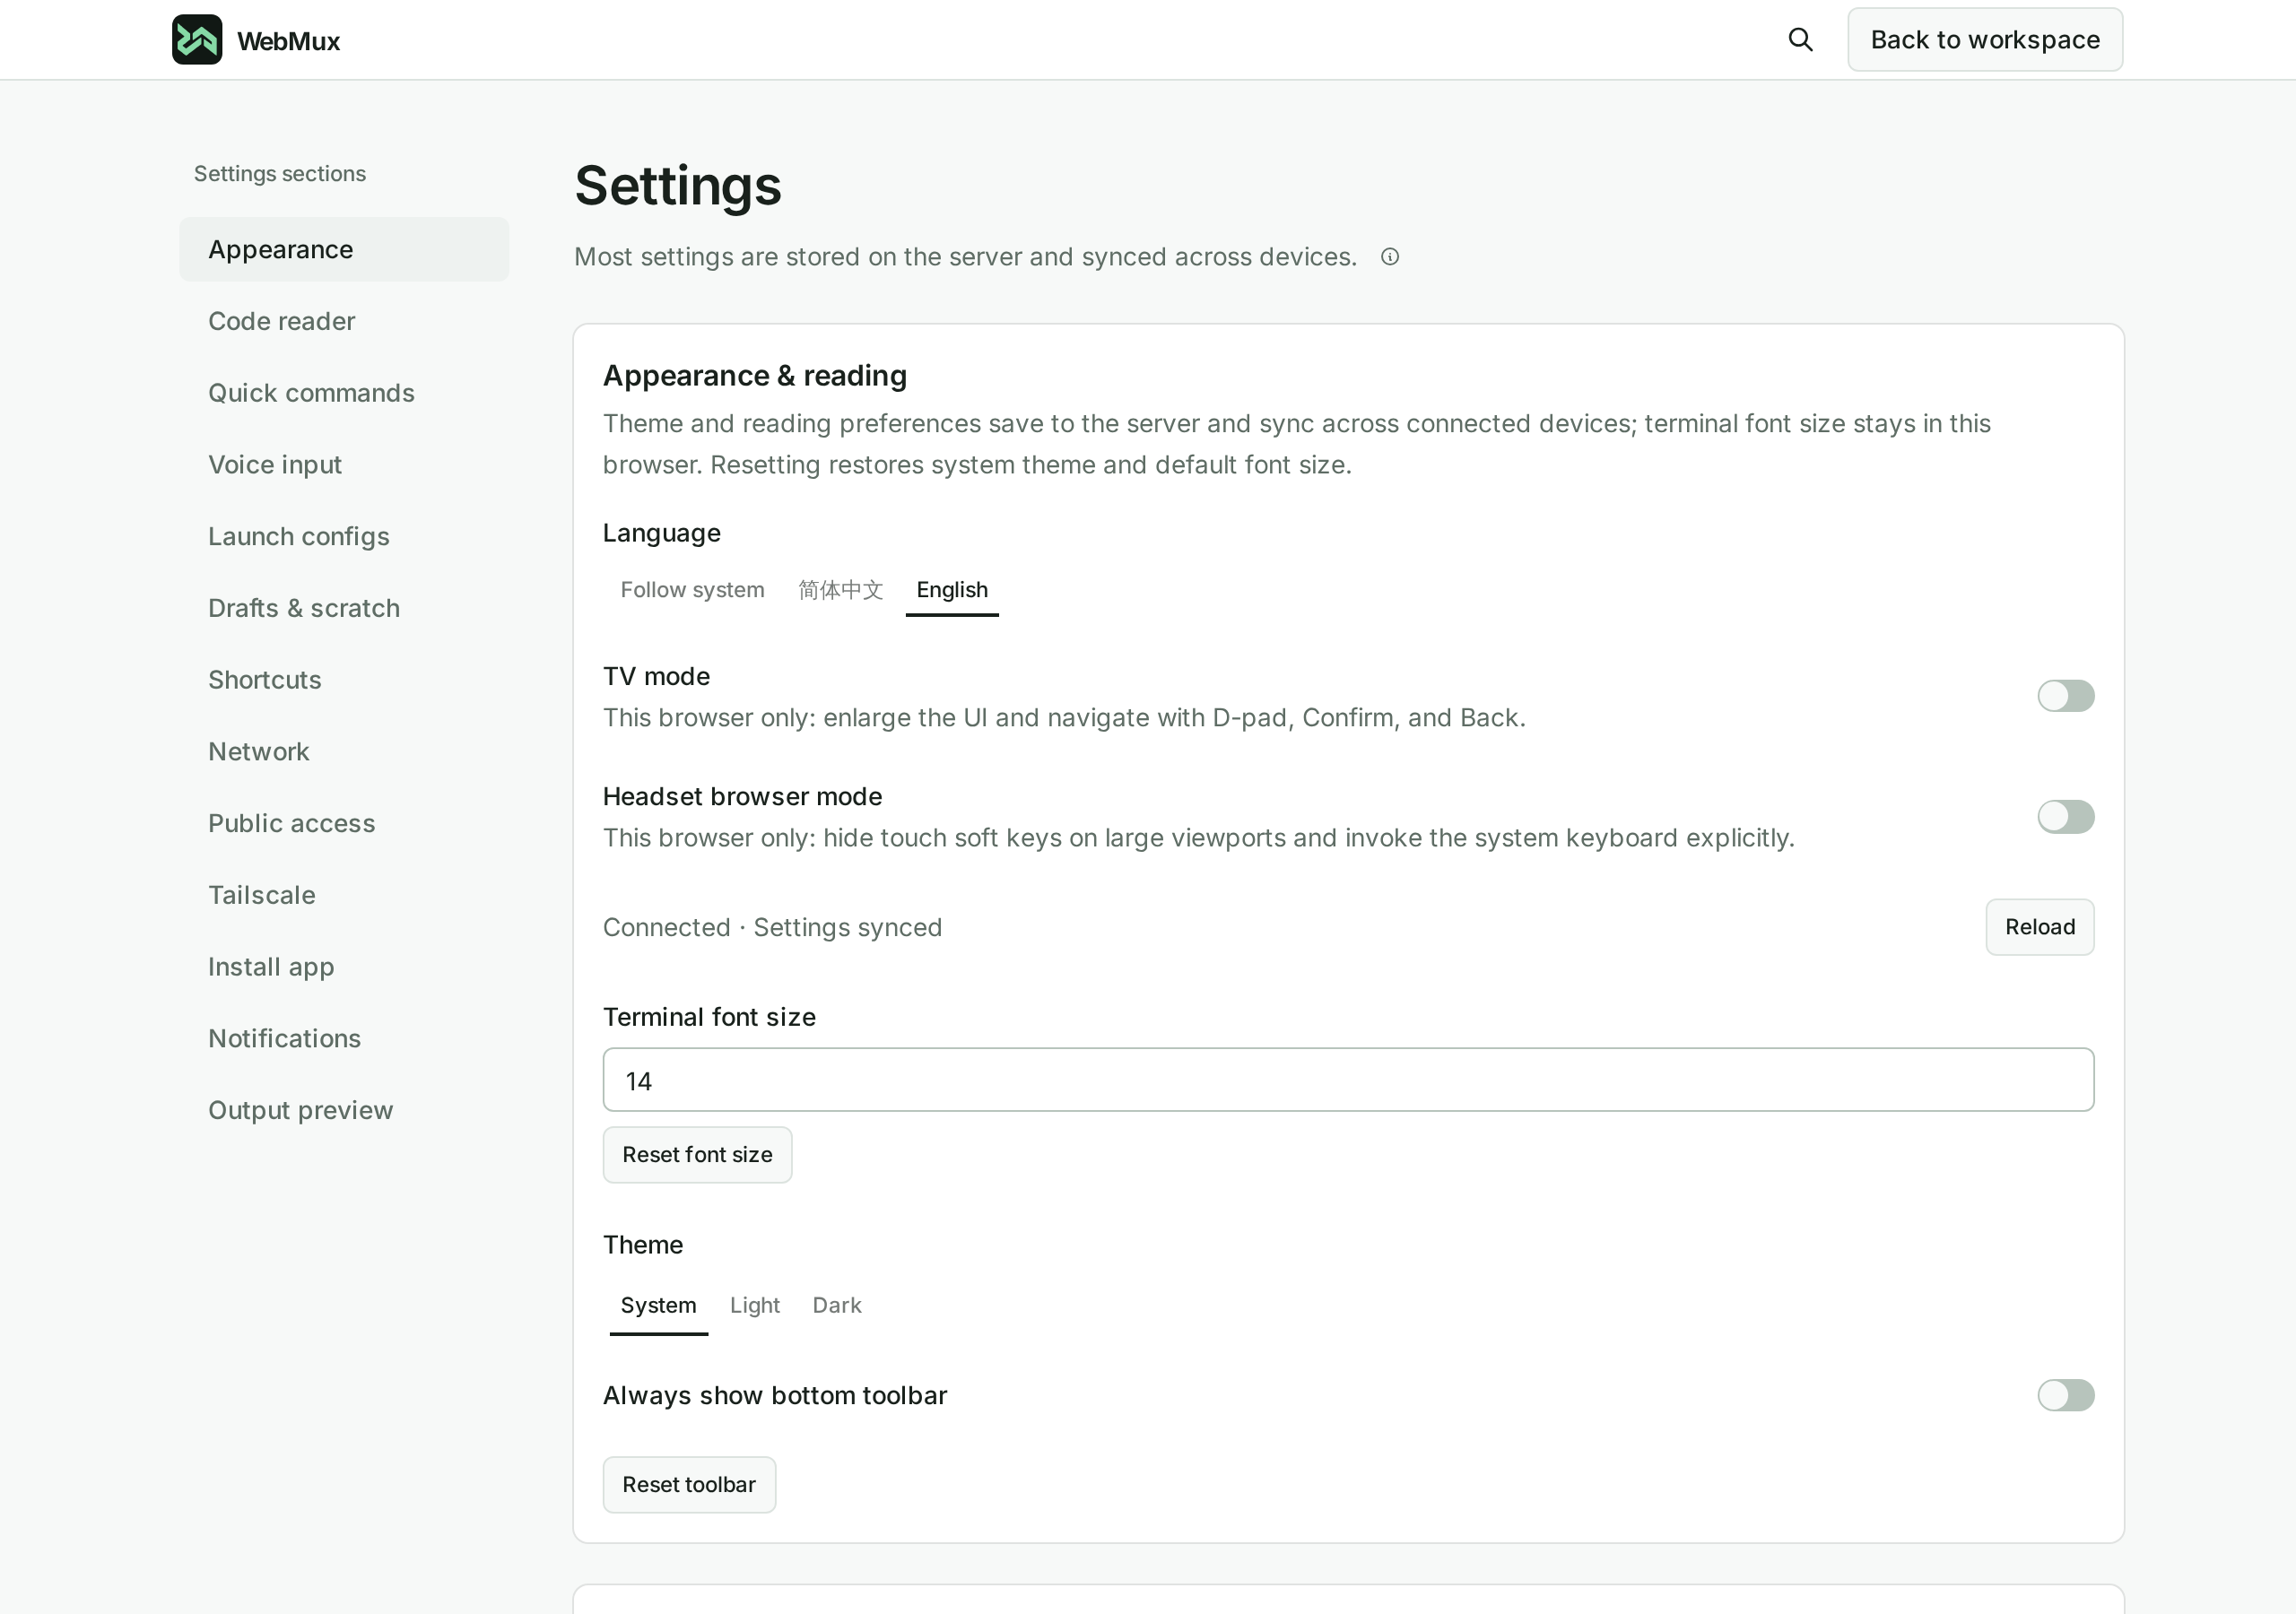 WebMux
Back to workspace
Settings sections
Appearance
Code reader
Quick commands
Voice input
Launch configs
Drafts & scratch
Shortcuts
Network
Public access
Tailscale
Install app
Notifications
Output preview
Settings
Most settings are stored on the server and synced across devices.
Appearance & reading
Theme and reading preferences save to the server and sync across connected devices; terminal font size stays in this
browser. Resetting restores system theme and default font size.
Language
Follow system 简体中文 English
TV mode
This browser only: enlarge the UI and navigate with D-pad, Confirm, and Back.
Headset browser mode
This browser only: hide touch soft keys on large viewports and invoke the system keyboard explicitly.
Connected · Settings synced
Reload
Terminal font size
14
Reset font size
Theme
System Light Dark
Always show bottom toolbar
Reset toolbar